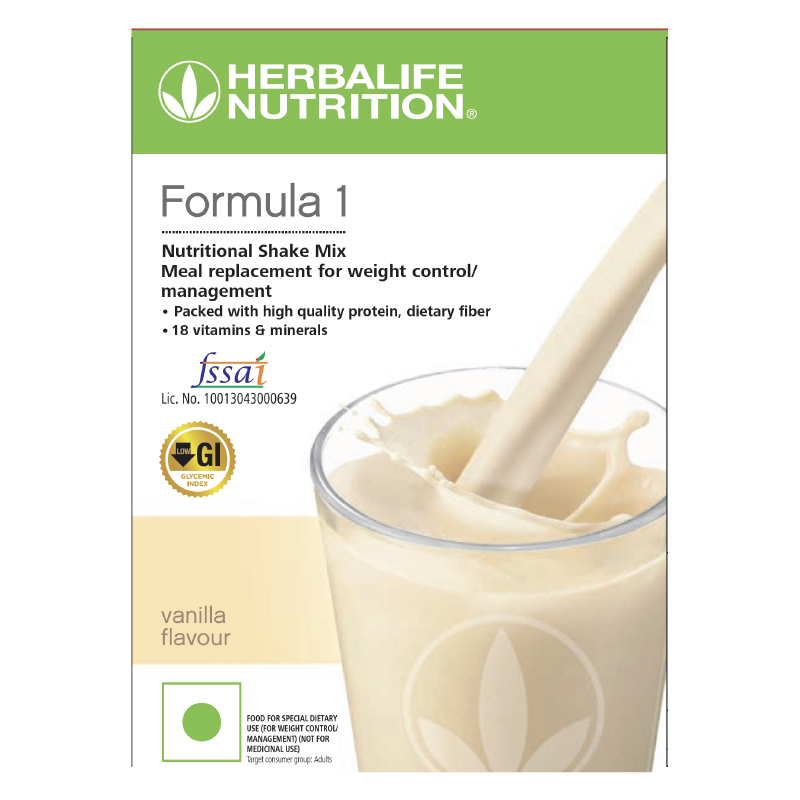 HERBALIFE
NUTRITION®
Formula 1
Nutritional Shake Mix
Meal replacement for weight control/
management
• Packed with high quality protein, dietary fiber
• 18 vitamins & minerals
fssai
Lic. No. 10013043000639
LOW GI
GLYCEMIC
INDEX
vanilla
flavour
FOOD FOR SPECIAL DIETARY
USE (FOR WEIGHT CONTROL/
MANAGEMENT) (NOT FOR
MEDICINAL USE)
Target consumer group: Adults